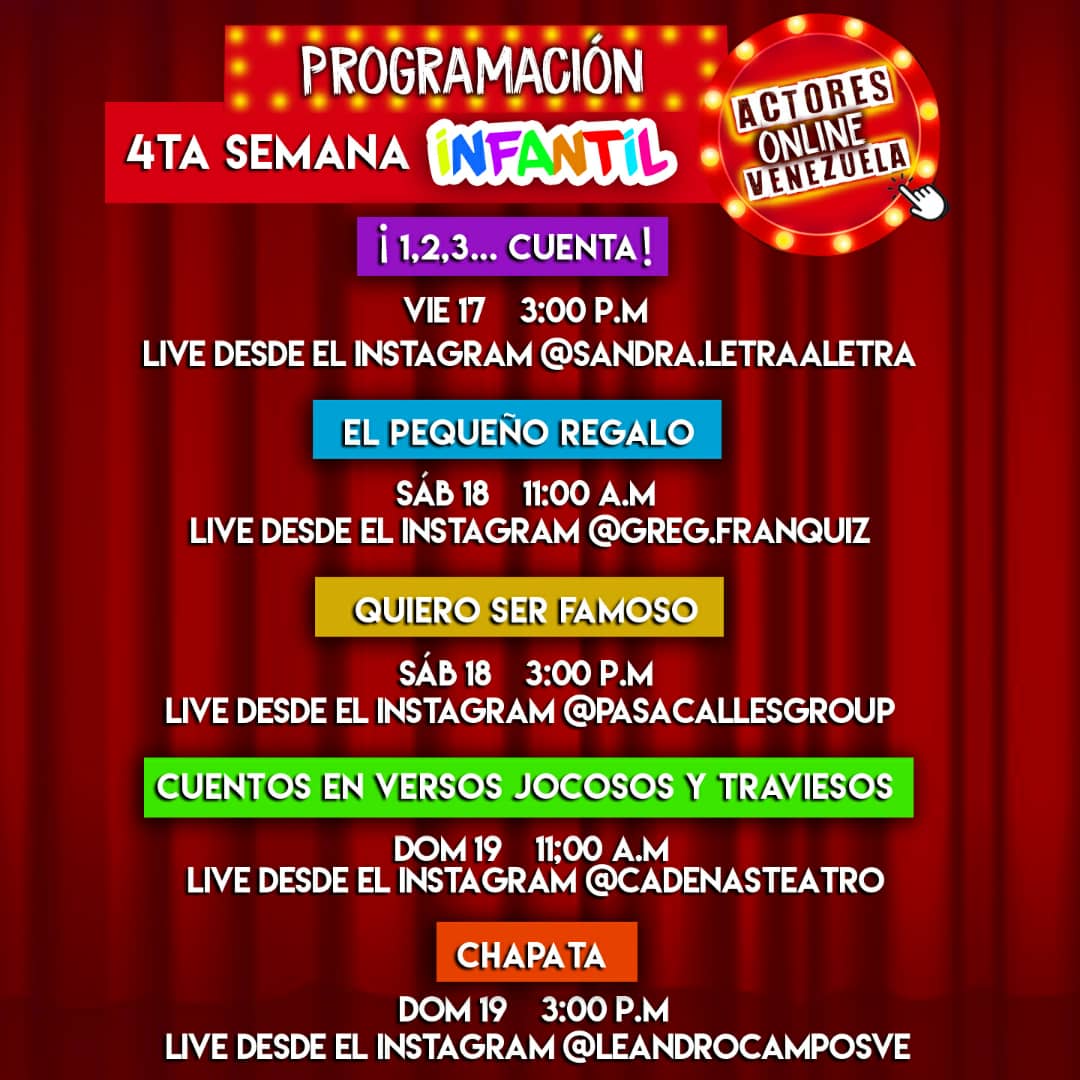 PROGRAMACIÓN
4TA SEMANA INFANTIL
ACTORES
ONLINE
VENEZUELA
¡1,2,3... CUENTA!
VIE 17 3:00 P.M
LIVE DESDE EL INSTAGRAM @SANDRA.LETRAALETRA
EL PEQUEÑO REGALO
SÁB 18 11:00 A.M
LIVE DESDE EL INSTAGRAM @GREG.FRANQUIZ
QUIERO SER FAMOSO
SÁB 18 3:00 P.M
LIVE DESDE EL INSTAGRAM @PASACALLESGROUP
CUENTOS EN VERSOS JOCOSOS Y TRAVIESOS
DOM 19 11;00 A.M
LIVE DESDE EL INSTAGRAM @CADENASTEATRO
CHAPATA
DOM 19 3:00 P.M
LIVE DESDE EL INSTAGRAM @LEANDROCAMPOSVE